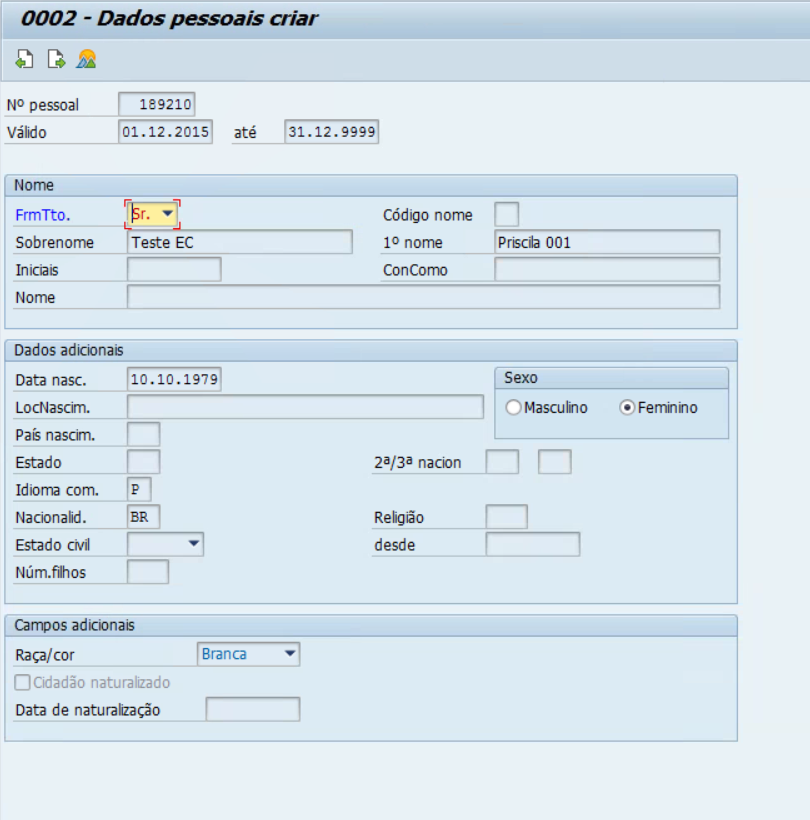 0002 - Dados pessoais criar
Nº pessoal 189210
Válido 01.12.2015 até 31.12.9999
Nome
FrmTto. Sr. Código nome
Sobrenome Teste EC 1º nome Priscila 001
Iniciais ConComo
Nome
Dados adicionais
Data nasc. 10.10.1979 Sexo
LocNascim. Masculino Feminino
País nascim.
Estado 2ª/3ª nacion
Idioma com. P
Nacionalid. BR Religião
Estado civil desde
Núm.filhos
Campos adicionais
Raça/cor Branca
Cidadão naturalizado
Data de naturalização